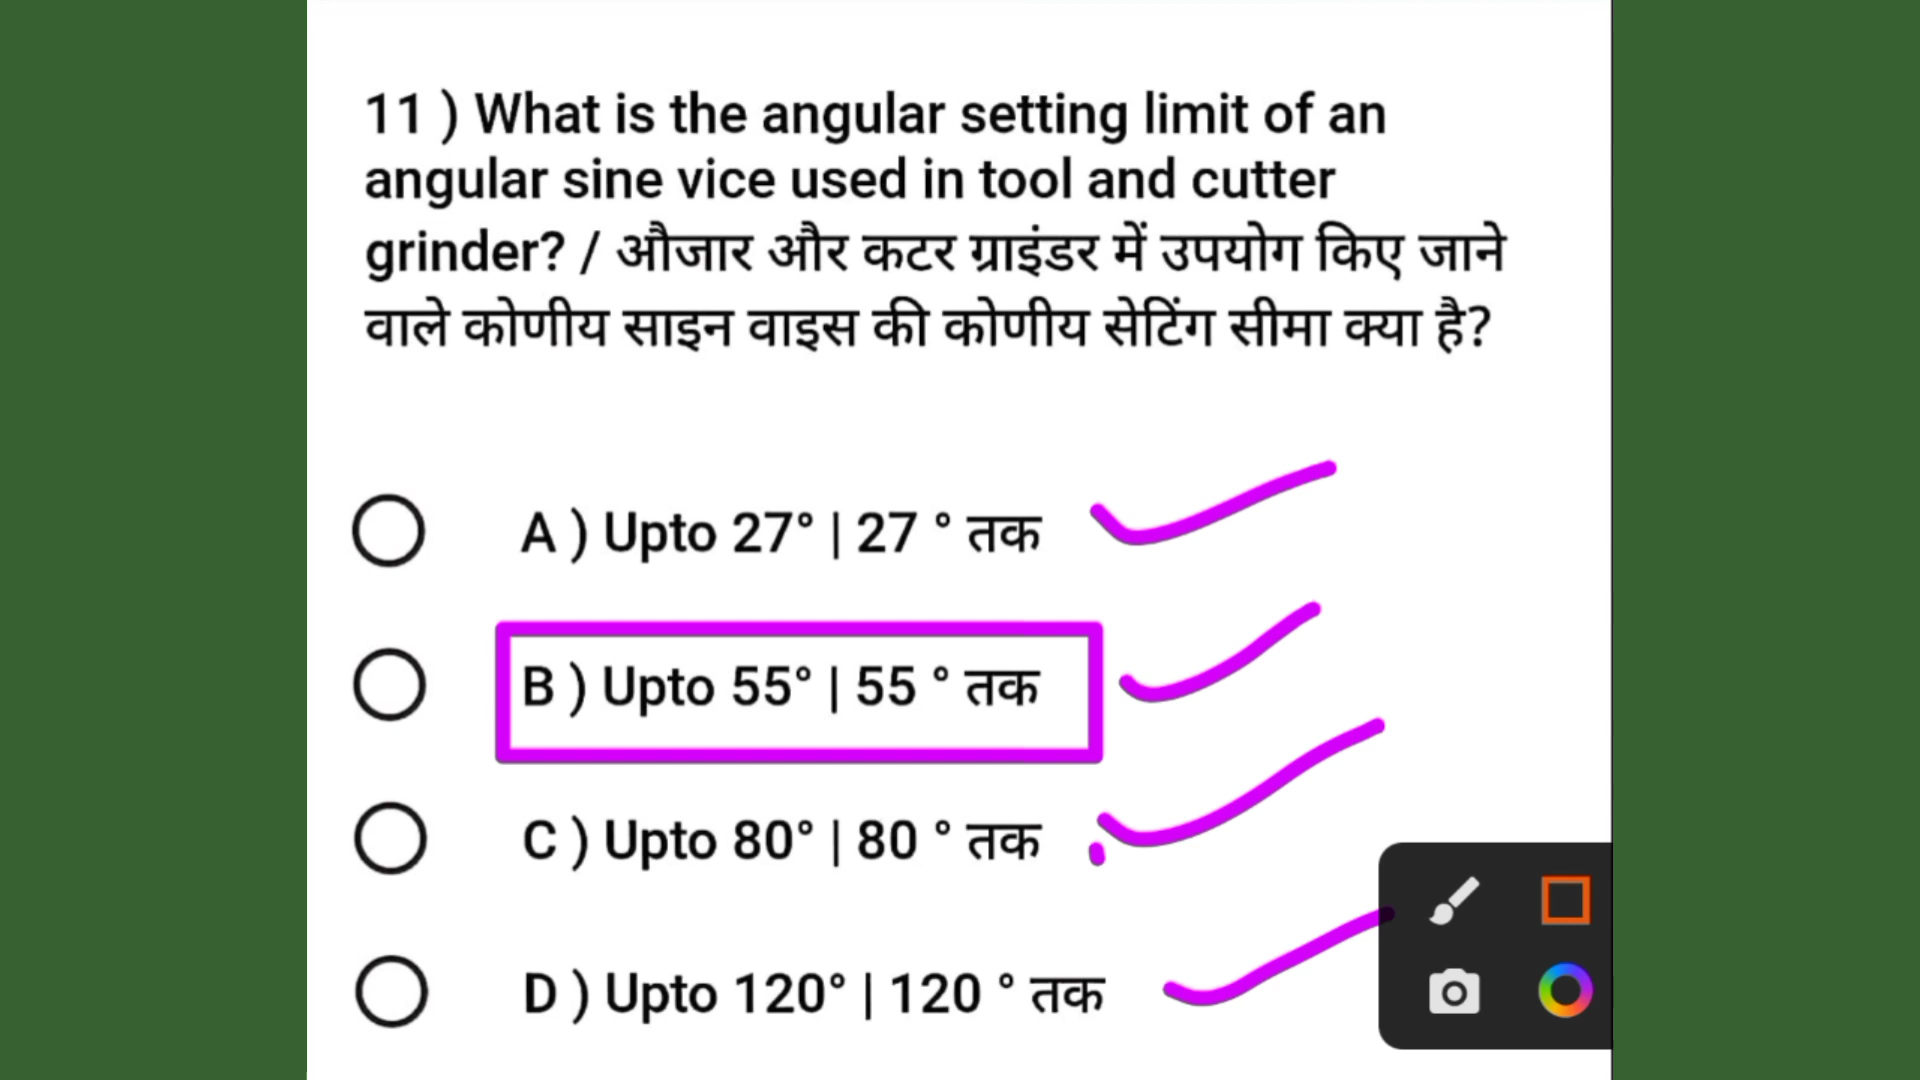 11 ) What is the angular setting limit of an
angular sine vice used in tool and cutter
grinder? / औजार और कटर ग्राइंडर में उपयोग किए जाने
वाले कोणीय साइन वाइस की कोणीय सेटिंग सीमा क्या है?
A ) Upto 27° | 27 ° तक
B ) Upto 55° | 55 ° तक
C ) Upto 80° | 80 ° तक
D ) Upto 120° | 120 ° तक